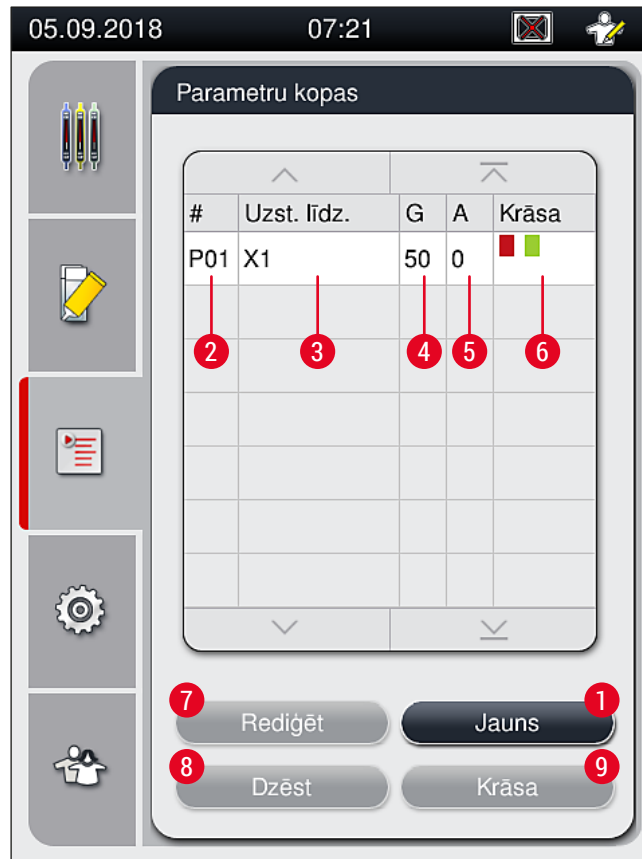 05.09.2018 07:21
Parametru kopas
# Uzst. līdz. G A Krāsa
P01 X1 50 0
2 3 4 5 6
7 1
Rediģēt Jauns
8 9
Dzēst Krāsa